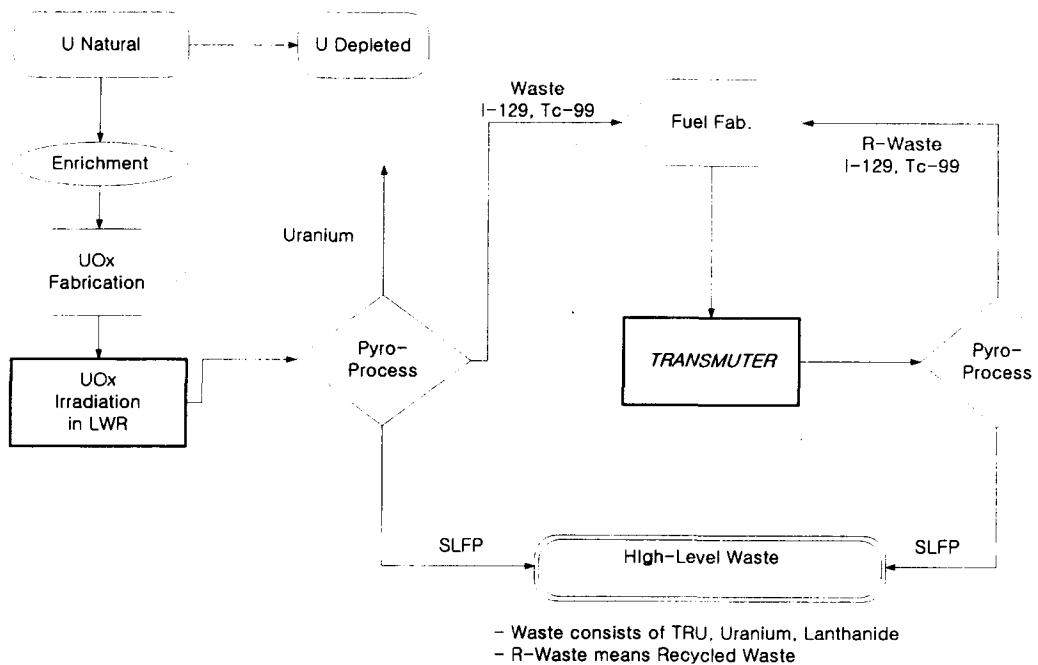 U Natural
U Depleted
Enrichment
UOx
Fabrication
UOx
Irradiation
in LWR
Uranium
Pyro-
Process
Waste
I-129, Tc-99
Fuel Fab.
R-Waste
I-129, Tc-99
TRANSMUTER
Pyro-
Process
SLFP
HIgh-Level Waste
SLFP
- Waste consists of TRU, Uranium, Lanthanide
- R-Waste means Recycled Waste